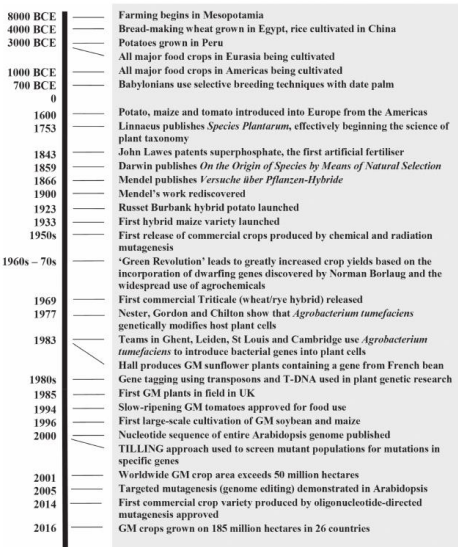 8000 BCE Farming begins in Mesopotamia
4000 BCE Bread-making wheat grown in Egypt, rice cultivated in China
3000 BCE Potatoes grown in Peru
All major food crops in Eurasia being cultivated
1000 BCE All major food crops in Americas being cultivated
700 BCE Babylonians use selective breeding techniques with date palm
0
1600 Potato, maize and tomato introduced into Europe from the Americas
1753 Linnaeus publishes Species Plantarum, effectively beginning the science of
plant taxonomy
1843 John Lawes patents superphosphate, the first artificial fertiliser
1859 Darwin publishes On the Origin of Species by Means of Natural Selection
1866 Mendel publishes Versuche über Pflanzen-Hybride
1900 Mendel's work rediscovered
1923 Russet Burbank hybrid potato launched
1933 First hybrid maize variety launched
1950s First release of commercial crops produced by chemical and radiation
mutagenesis
1960s – 70s 'Green Revolution' leads to greatly increased crop yields based on the
incorporation of dwarfing genes discovered by Norman Borlaug and the
widespread use of agrochemicals
1969 First commercial Triticale (wheat/rye hybrid) released
1977 Nester, Gordon and Chilton show that Agrobacterium tumefaciens
genetically modifies host plant cells
1983 Teams in Ghent, Leiden, St Louis and Cambridge use Agrobacterium
tumefaciens to introduce bacterial genes into plant cells
Hall produces GM sunflower plants containing a gene from French bean
1980s Gene tagging using transposons and T-DNA used in plant genetic research
1985 First GM plants in field in UK
1994 Slow-ripening GM tomatoes approved for food use
1996 First large-scale cultivation of GM soybean and maize
2000 Nucleotide sequence of entire Arabidopsis genome published
TILLING approach used to screen mutant populations for mutations in
specific genes
2001 Worldwide GM crop area exceeds 50 million hectares
2005 Targeted mutagenesis (genome editing) demonstrated in Arabidopsis
2014 First commercial crop variety produced by oligonucleotide-directed
mutagenesis approved
2016 GM crops grown on 185 million hectares in 26 countries